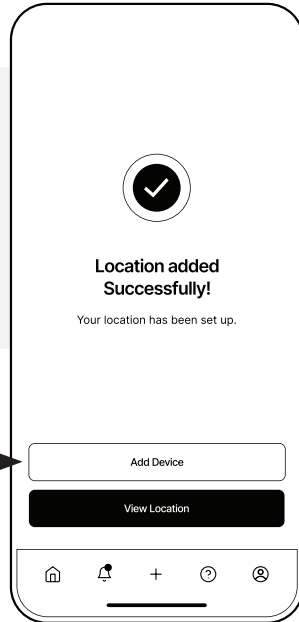 Location added
Successfully!
Your location has been set up.
Add Device
View Location
?